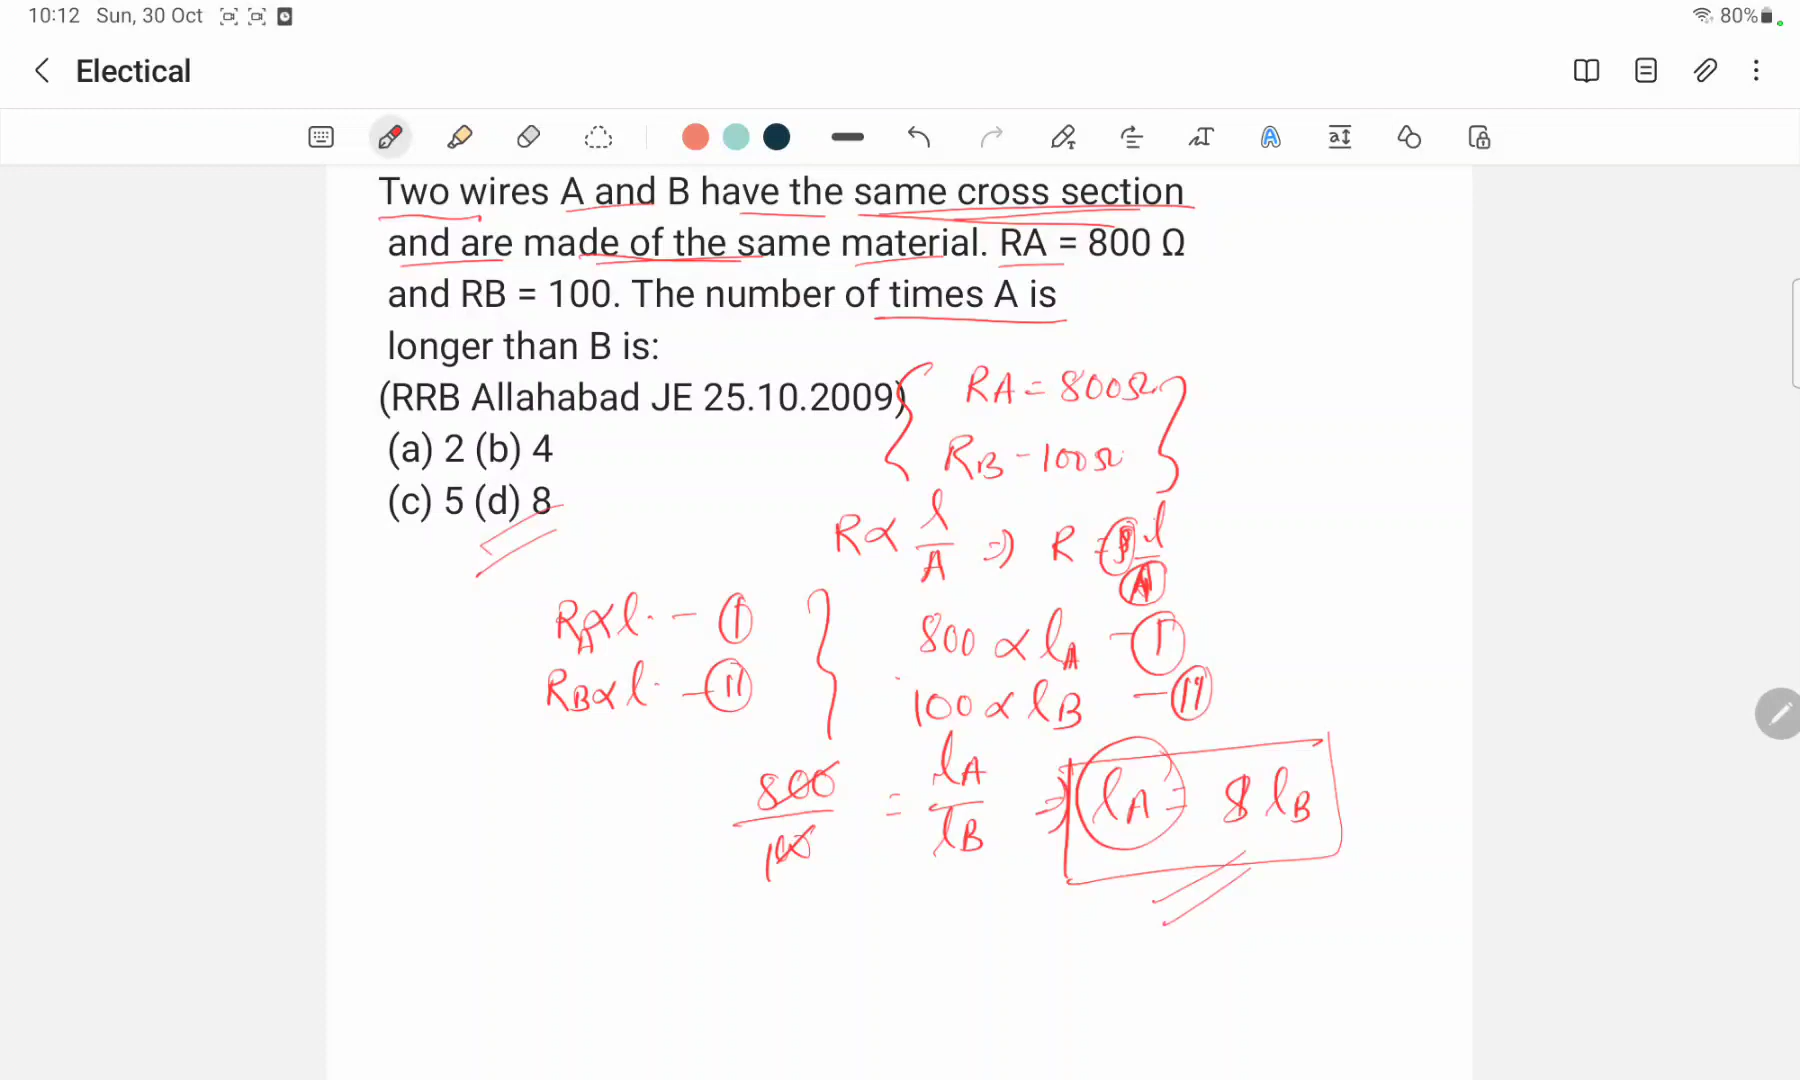 10:12 Sun, 30 Oct
80%
Electical
Two wires A and B have the same cross section
and are made of the same material. RA = 800 Ω
and RB = 100. The number of times A is
longer than B is:
(RRB Allahabad JE 25.10.2009)
(a) 2 (b) 4
(c) 5 (d) 8
RA = 800Ω
RB - 100Ω
R ∝ l/A ⇒ R = ρ l/A
RA ∝ l. - I
RB ∝ l. - II
800 ∝ lA - I
100 ∝ lB - II
800/100 = lA/lB ⇒ lA = 8 lB